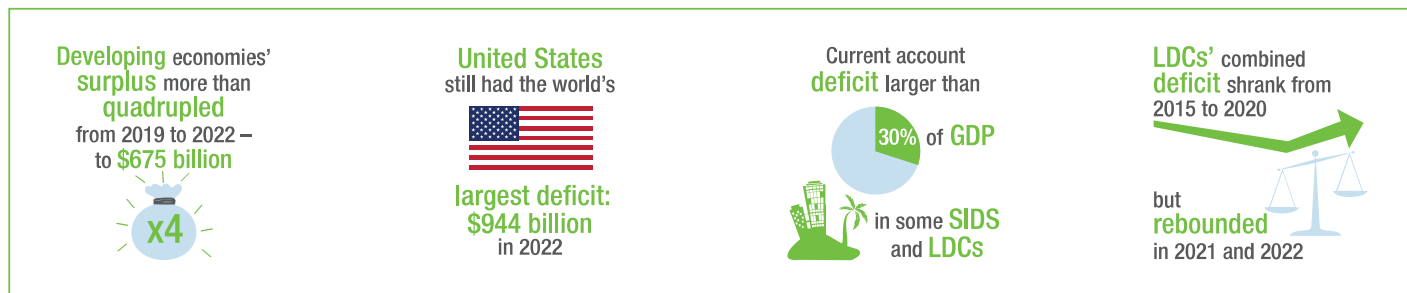 Developing economies'
surplus more than
quadrupled
from 2019 to 2022 –
to $675 billion
x4
United States
still had the world's
largest deficit:
$944 billion
in 2022
Current account
deficit larger than
30% of GDP
in some SIDS
and LDCs
LDCs' combined
deficit shrank from
2015 to 2020
but
rebounded
in 2021 and 2022